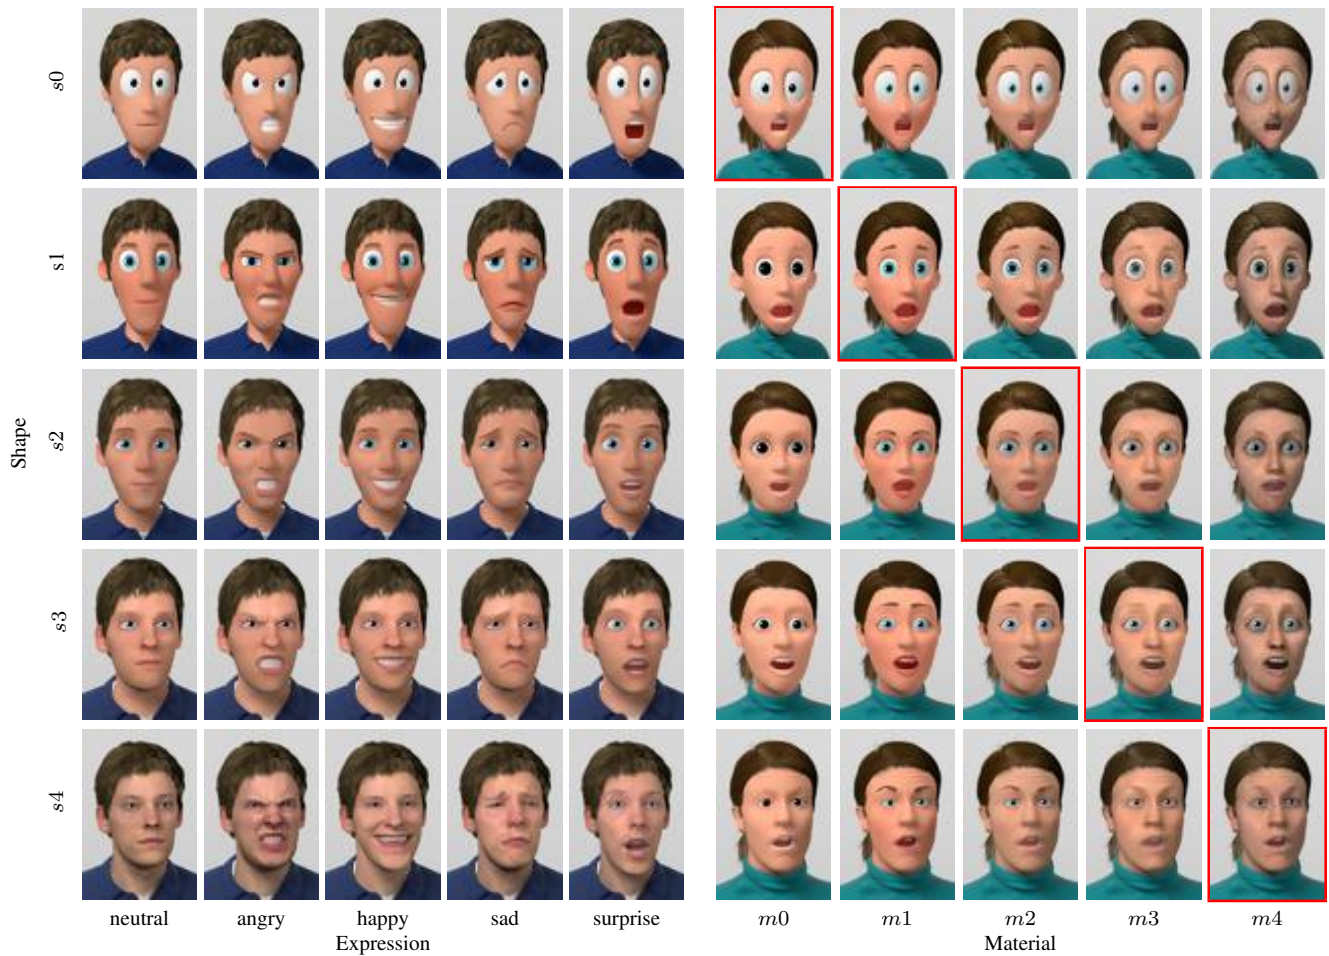 s0
s1
s2
s3
s4
Shape
neutral angry happy sad surprise
Expression
m0 m1 m2 m3 m4
Material